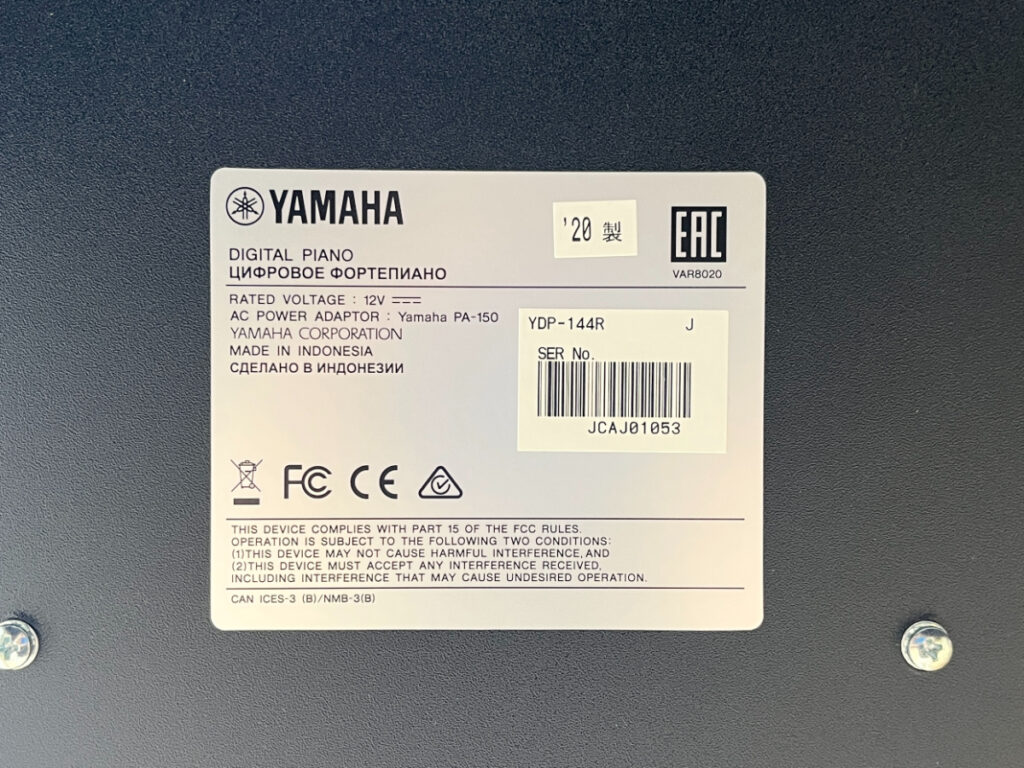 YAMAHA
'20 製
EAC
VAR8020
DIGITAL PIANO
ЦИФРОВОЕ ФОРТЕПИАНО
RATED VOLTAGE : 12V
AC POWER ADAPTOR : Yamaha PA-150
YAMAHA CORPORATION
MADE IN INDONESIA
СДЕЛАНО В ИНДОНЕЗИИ
YDP-144R J
SER No.
JCAJ01053
FC CE
THIS DEVICE COMPLIES WITH PART 15 OF THE FCC RULES.
OPERATION IS SUBJECT TO THE FOLLOWING TWO CONDITIONS:
(1)THIS DEVICE MAY NOT CAUSE HARMFUL INTERFERENCE, AND
(2)THIS DEVICE MUST ACCEPT ANY INTERFERENCE RECEIVED,
INCLUDING INTERFERENCE THAT MAY CAUSE UNDESIRED OPERATION.
CAN ICES-3 (B)/NMB-3(B)